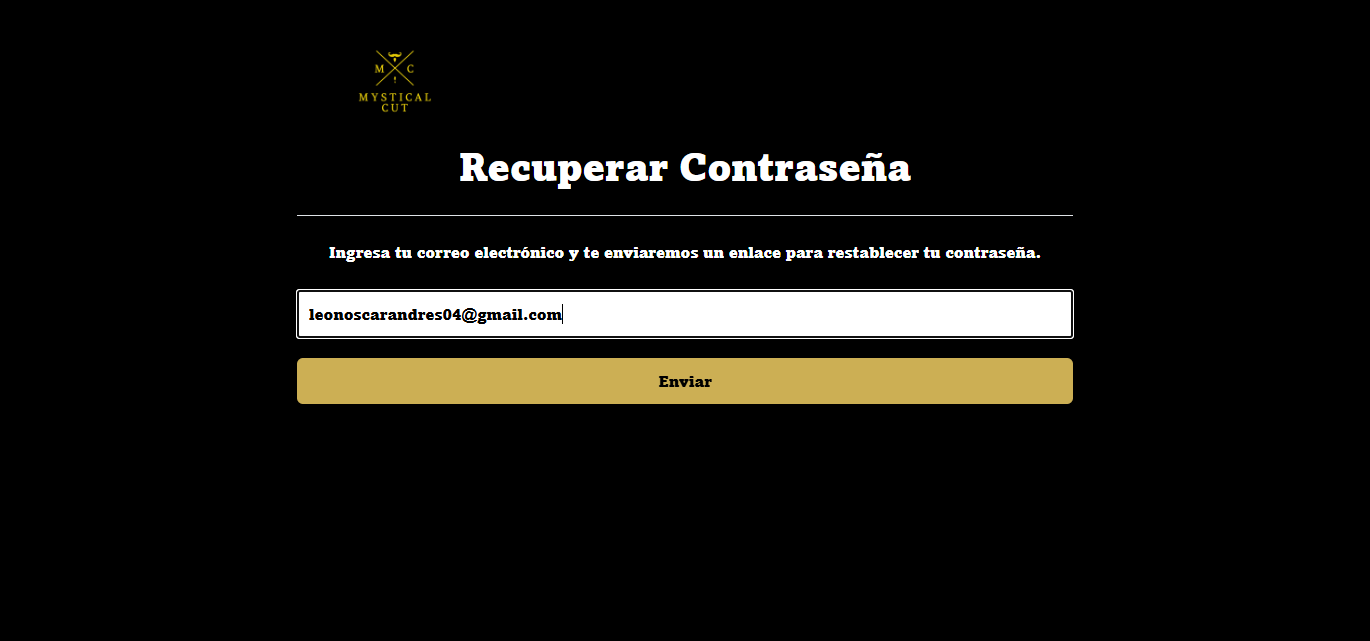 M C
MYSTICAL
CUT
Recuperar Contraseña
Ingresa tu correo electrónico y te enviaremos un enlace para restablecer tu contraseña.
leonoscarandres04@gmail.com
Enviar